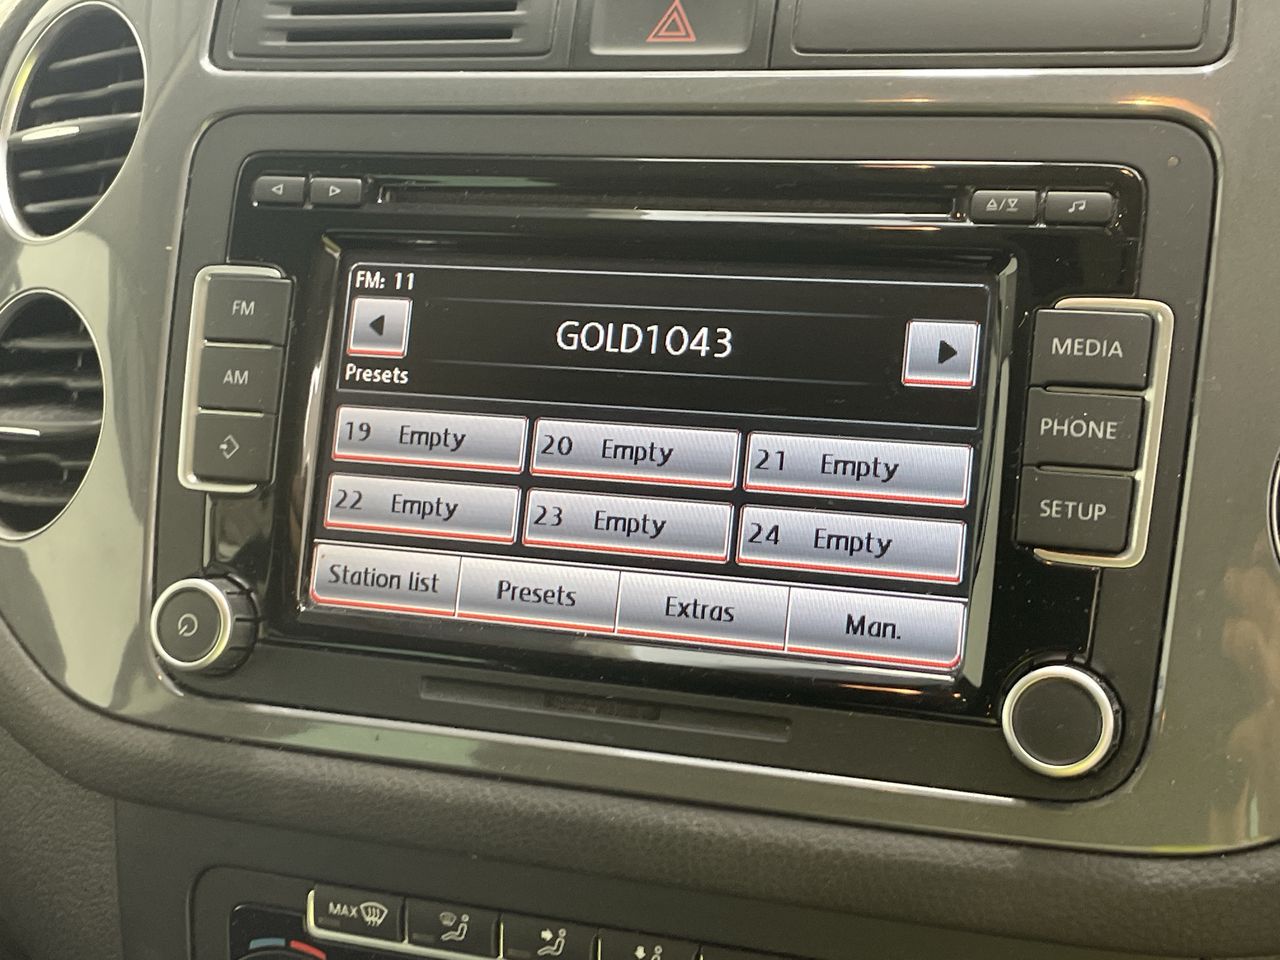 FM: 11
GOLD1043
Presets
19 Empty
20 Empty
21 Empty
22 Empty
23 Empty
24 Empty
Station list
Presets
Extras
Man.
FM
AM
MEDIA
PHONE
SETUP
MAX